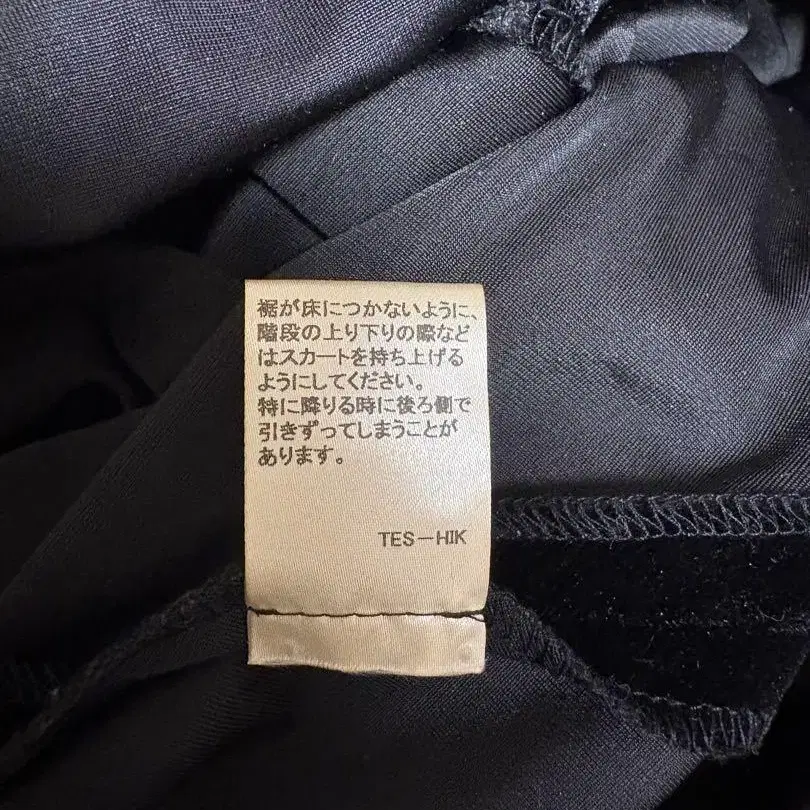 裾が床につかないように、
階段の上り下りの際など
はスカートを持ち上げる
ようにしてください。
特に降りる時に後ろ側で
引きずってしまうことが
あります。
TES－HIK